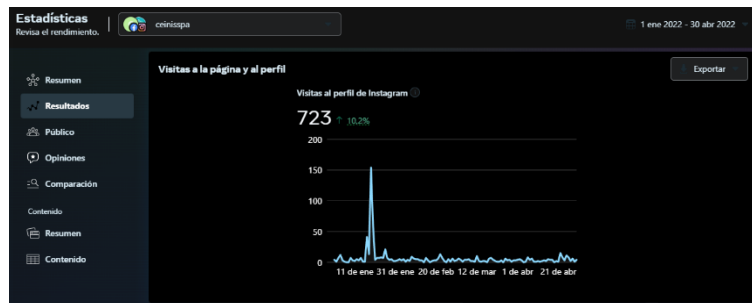 Estadísticas
Revisa el rendimiento.
ceinisspa
1 ene 2022 - 30 abr 2022
Resumen
Resultados
Público
Opiniones
Comparación
Contenido
Resumen
Contenido
Visitas a la página y al perfil
Exportar
Visitas al perfil de Instagram
723 ↑ 10,2%
200
150
100
50
0
11 de ene 31 de ene 20 de feb 12 de mar 1 de abr 21 de abr